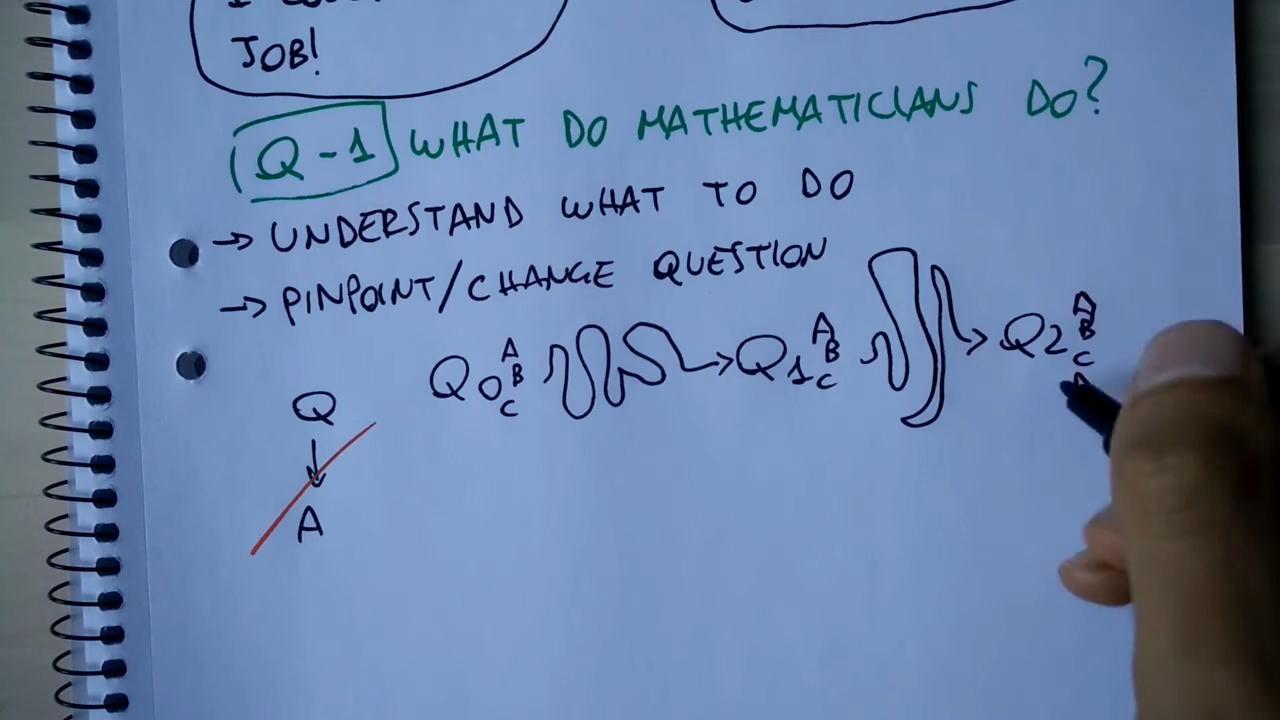 JOB!
Q-1 WHAT DO MATHEMATICIANS DO?
→ UNDERSTAND WHAT TO DO
→ PINPOINT/CHANGE QUESTION
Q0 A B C → Q1 A B C → Q2 A B C
Q
↓
A